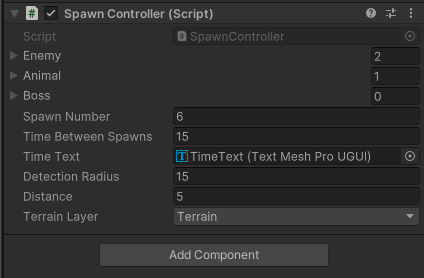 Spawn Controller (Script)
Script SpawnController
Enemy 2
Animal 1
Boss 0
Spawn Number 6
Time Between Spawns 15
Time Text TimeText (Text Mesh Pro UGUI)
Detection Radius 15
Distance 5
Terrain Layer Terrain
Add Component